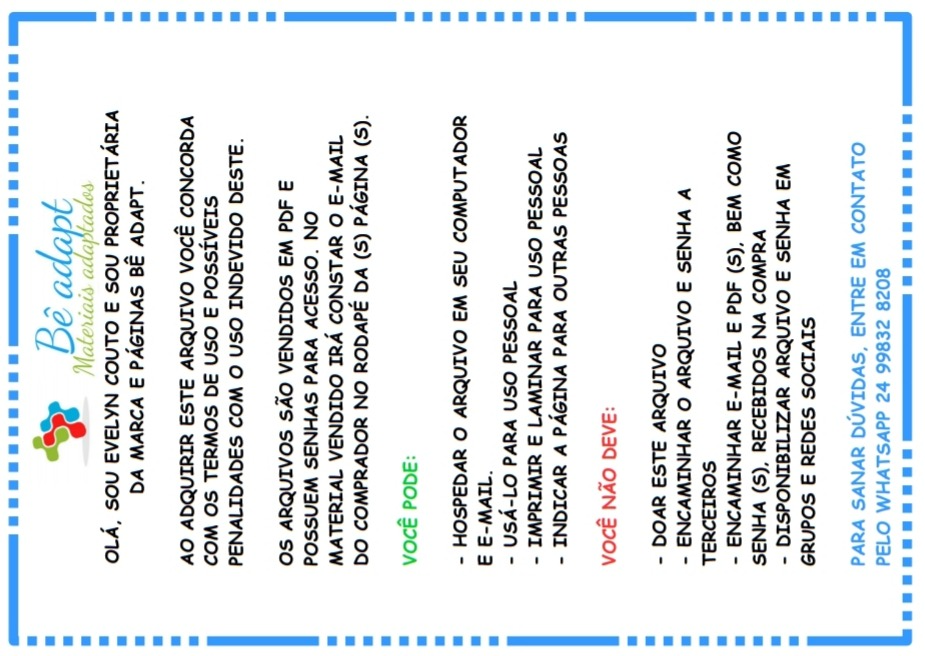 Bê adapt
Materiais adaptados
OLÁ, SOU EVELYN COUTO E SOU PROPRIETÁRIA
DA MARCA E PÁGINAS BÊ ADAPT.
AO ADQUIRIR ESTE ARQUIVO VOCÊ CONCORDA
COM OS TERMOS DE USO E POSSÍVEIS
PENALIDADES COM O USO INDEVIDO DESTE.
OS ARQUIVOS SÃO VENDIDOS EM PDF E
POSSUEM SENHAS PARA ACESSO. NO
MATERIAL VENDIDO IRÁ CONSTAR O E-MAIL
DO COMPRADOR NO RODAPÉ DA (S) PÁGINA (S).
VOCÊ PODE:
- HOSPEDAR O ARQUIVO EM SEU COMPUTADOR
E E-MAIL.
- USÁ-LO PARA USO PESSOAL
- IMPRIMIR E LAMINAR PARA USO PESSOAL
- INDICAR A PÁGINA PARA OUTRAS PESSOAS
VOCÊ NÃO DEVE:
- DOAR ESTE ARQUIVO
- ENCAMINHAR O ARQUIVO E SENHA A
TERCEIROS
- ENCAMINHAR E-MAIL E PDF (S), BEM COMO
SENHA (S), RECEBIDOS NA COMPRA
- DISPONIBILIZAR ARQUIVO E SENHA EM
GRUPOS E REDES SOCIAIS
PARA SANAR DÚVIDAS, ENTRE EM CONTATO
PELO WHATSAPP 24 99832 8208